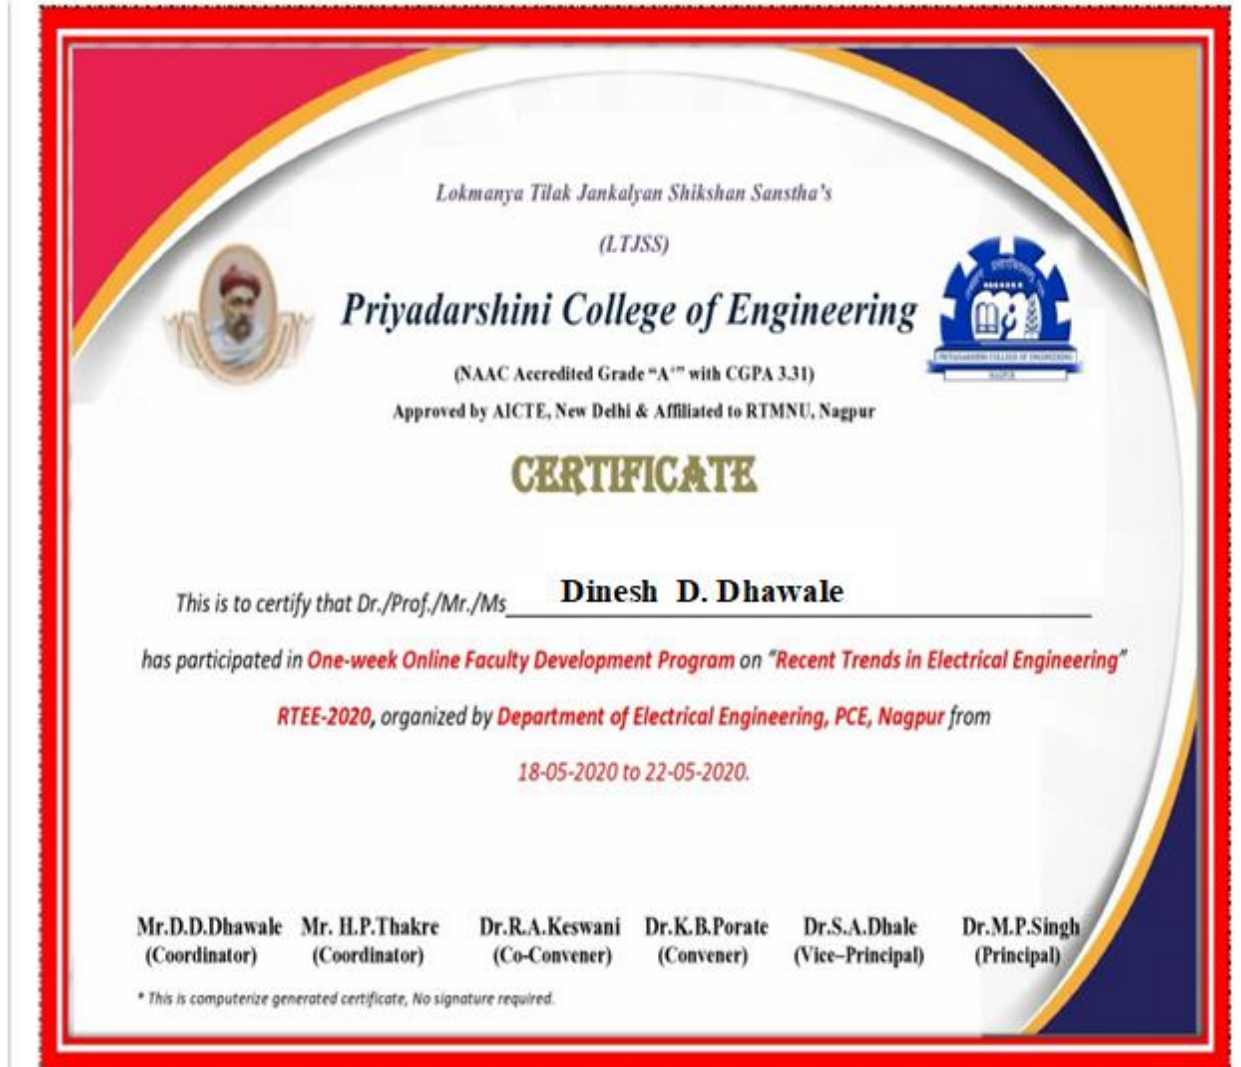 Lokmanya Tilak Jankalyan Shikshan Sanstha's
(LTJSS)
Priyadarshini College of Engineering
(NAAC Accredited Grade “A+” with CGPA 3.31)
Approved by AICTE, New Delhi & Affiliated to RTMNU, Nagpur
PRIYADARSHINI COLLEGE OF ENGINEERING
NAGPUR
CERTIFICATE
This is to certify that Dr./Prof./Mr./Ms Dinesh D. Dhawale
has participated in One-week Online Faculty Development Program on “Recent Trends in Electrical Engineering”
RTEE-2020, organized by Department of Electrical Engineering, PCE, Nagpur from
18-05-2020 to 22-05-2020.
Mr.D.D.Dhawale Mr. H.P.Thakre Dr.R.A.Keswani Dr.K.B.Porate Dr.S.A.Dhale Dr.M.P.Singh
(Coordinator) (Coordinator) (Co-Convener) (Convener) (Vice–Principal) (Principal)
* This is computerize generated certificate, No signature required.